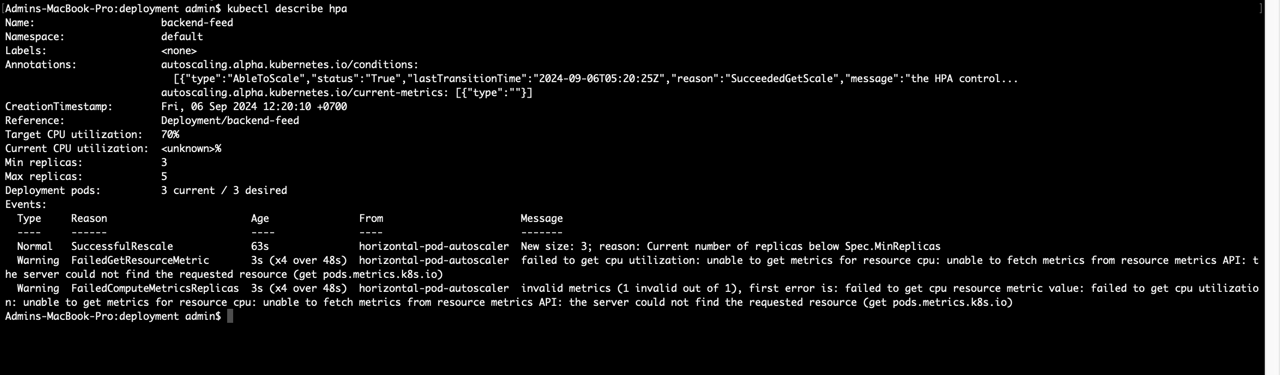 [Admins-MacBook-Pro:deployment admin$ kubectl describe hpa ]
Name: backend-feed
Namespace: default
Labels: <none>
Annotations: autoscaling.alpha.kubernetes.io/conditions:
[{"type":"AbleToScale","status":"True","lastTransitionTime":"2024-09-06T05:20:25Z","reason":"SucceededGetScale","message":"the HPA control...
autoscaling.alpha.kubernetes.io/current-metrics: [{"type":""}]
CreationTimestamp: Fri, 06 Sep 2024 12:20:10 +0700
Reference: Deployment/backend-feed
Target CPU utilization: 70%
Current CPU utilization: <unknown>%
Min replicas: 3
Max replicas: 5
Deployment pods: 3 current / 3 desired
Events:
Type Reason Age From Message
---- ------ ---- ---- -------
Normal SuccessfulRescale 63s horizontal-pod-autoscaler New size: 3; reason: Current number of replicas below Spec.MinReplicas
Warning FailedGetResourceMetric 3s (x4 over 48s) horizontal-pod-autoscaler failed to get cpu utilization: unable to get metrics for resource cpu: unable to fetch metrics from resource metrics API: t
he server could not find the requested resource (get pods.metrics.k8s.io)
Warning FailedComputeMetricsReplicas 3s (x4 over 48s) horizontal-pod-autoscaler invalid metrics (1 invalid out of 1), first error is: failed to get cpu resource metric value: failed to get cpu utilizatio
n: unable to get metrics for resource cpu: unable to fetch metrics from resource metrics API: the server could not find the requested resource (get pods.metrics.k8s.io)
Admins-MacBook-Pro:deployment admin$